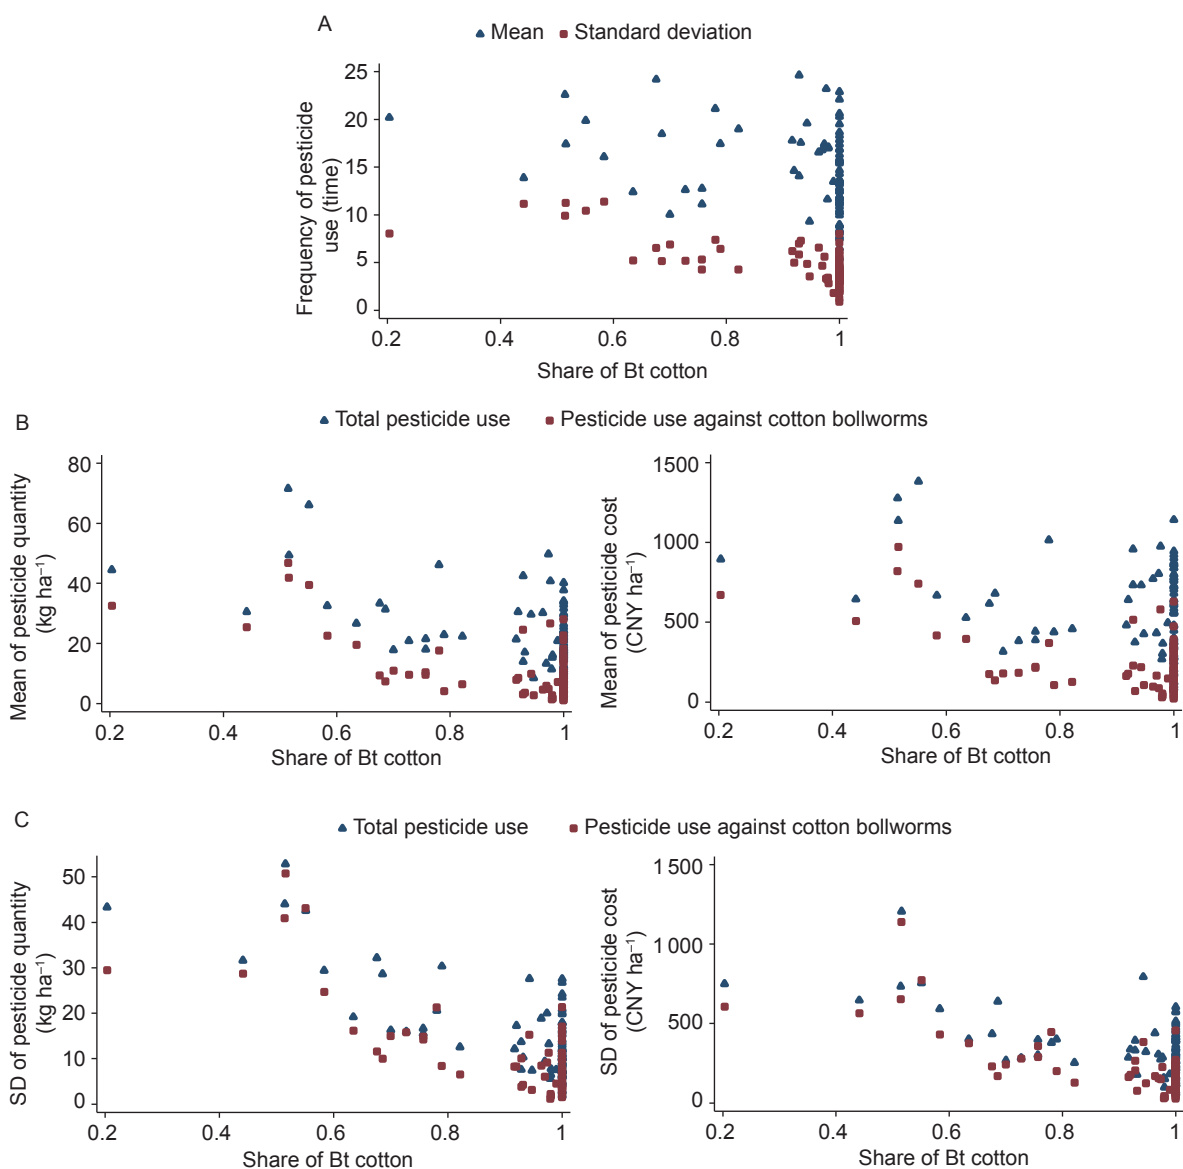 A
Mean Standard deviation
Frequency of pesticide
use (time)
25
20
15
10
5
0
0.2 0.4 0.6 0.8 1
Share of Bt cotton
B
Total pesticide use Pesticide use against cotton bollworms
Mean of pesticide quantity
(kg ha⁻¹)
80
60
40
20
0
0.2 0.4 0.6 0.8 1
Share of Bt cotton
Mean of pesticide cost
(CNY ha⁻¹)
1500
1000
500
0
0.2 0.4 0.6 0.8 1
Share of Bt cotton
C
Total pesticide use Pesticide use against cotton bollworms
SD of pesticide quantity
(kg ha⁻¹)
50
40
30
20
10
0
0.2 0.4 0.6 0.8 1
Share of Bt cotton
SD of pesticide cost
(CNY ha⁻¹)
1 500
1 000
500
0
0.2 0.4 0.6 0.8 1
Share of Bt cotton